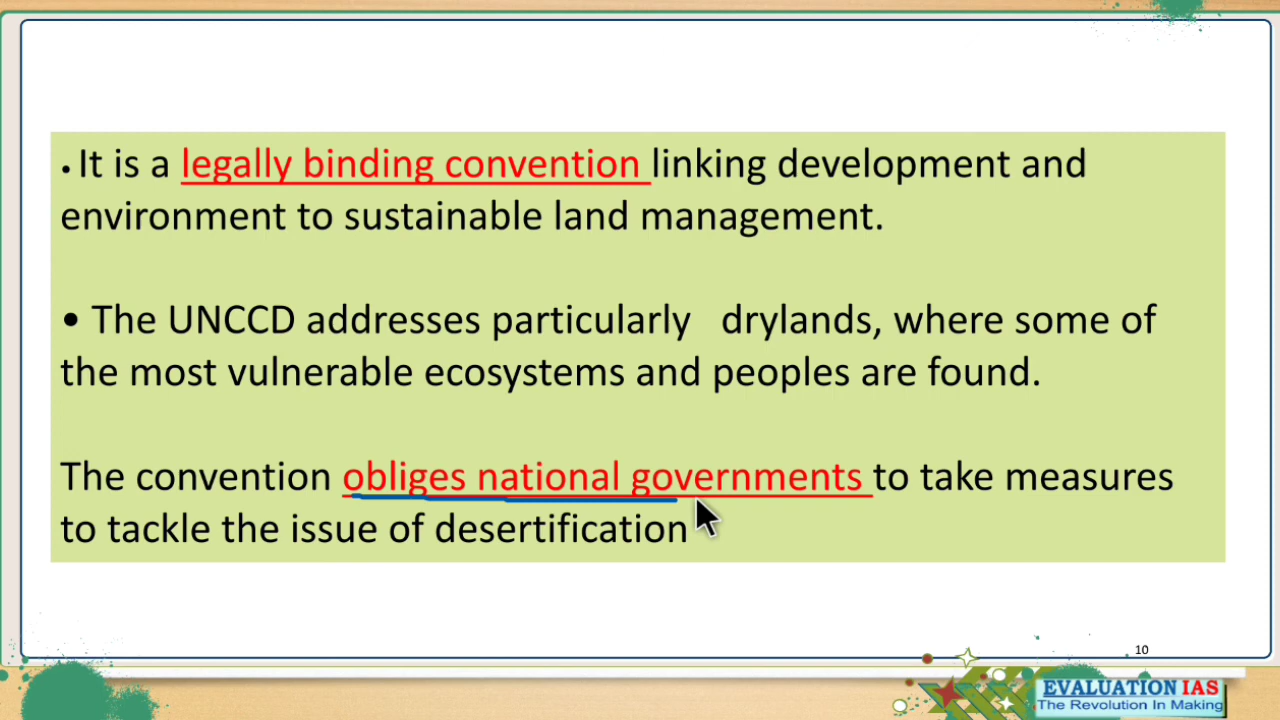 • It is a legally binding convention linking development and
environment to sustainable land management.
• The UNCCD addresses particularly drylands, where some of
the most vulnerable ecosystems and peoples are found.
The convention obliges national governments to take measures
to tackle the issue of desertification
10
EVALUATION IAS
The Revolution In Making